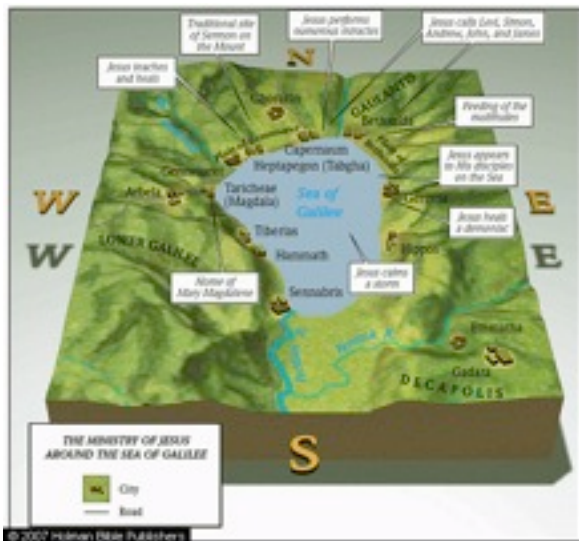 Traditional site
of Sermon on
the Mount
Jesus performs
numerous miracles
Jesus calls Levi, Simon,
Andrew, John, and James
Jesus teaches
and heals
N
GAULANTIS
Bethsaida
Feeding of the
multitudes
Chorazin
Capernaum
Heptapegon (Tabgha)
Jesus appears
to His disciples
on the Sea
W
Arbela
Taricheae
(Magdala)
Sea of
Galilee
E
Jesus heals
a demoniac
W
LOWER GALILEE
Tiberias
Hammath
Hippos
E
Home of
Mary Magdalene
Jesus calms
a storm
Sennabris
Emmatha
Gadara
DECAPOLIS
S
THE MINISTRY OF JESUS
AROUND THE SEA OF GALILEE
City
Road
© 2007 Holman Bible Publishers